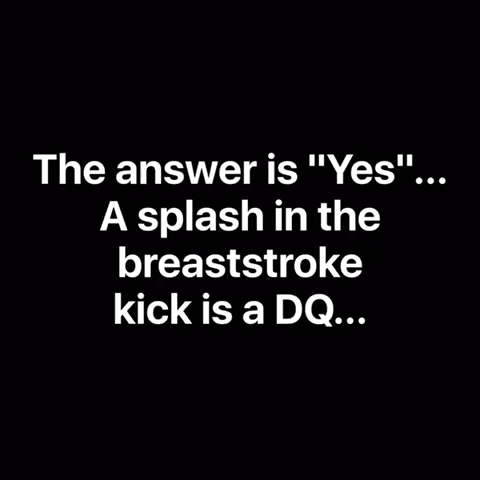 The answer is "Yes"...
A splash in the
breaststroke
kick is a DQ...